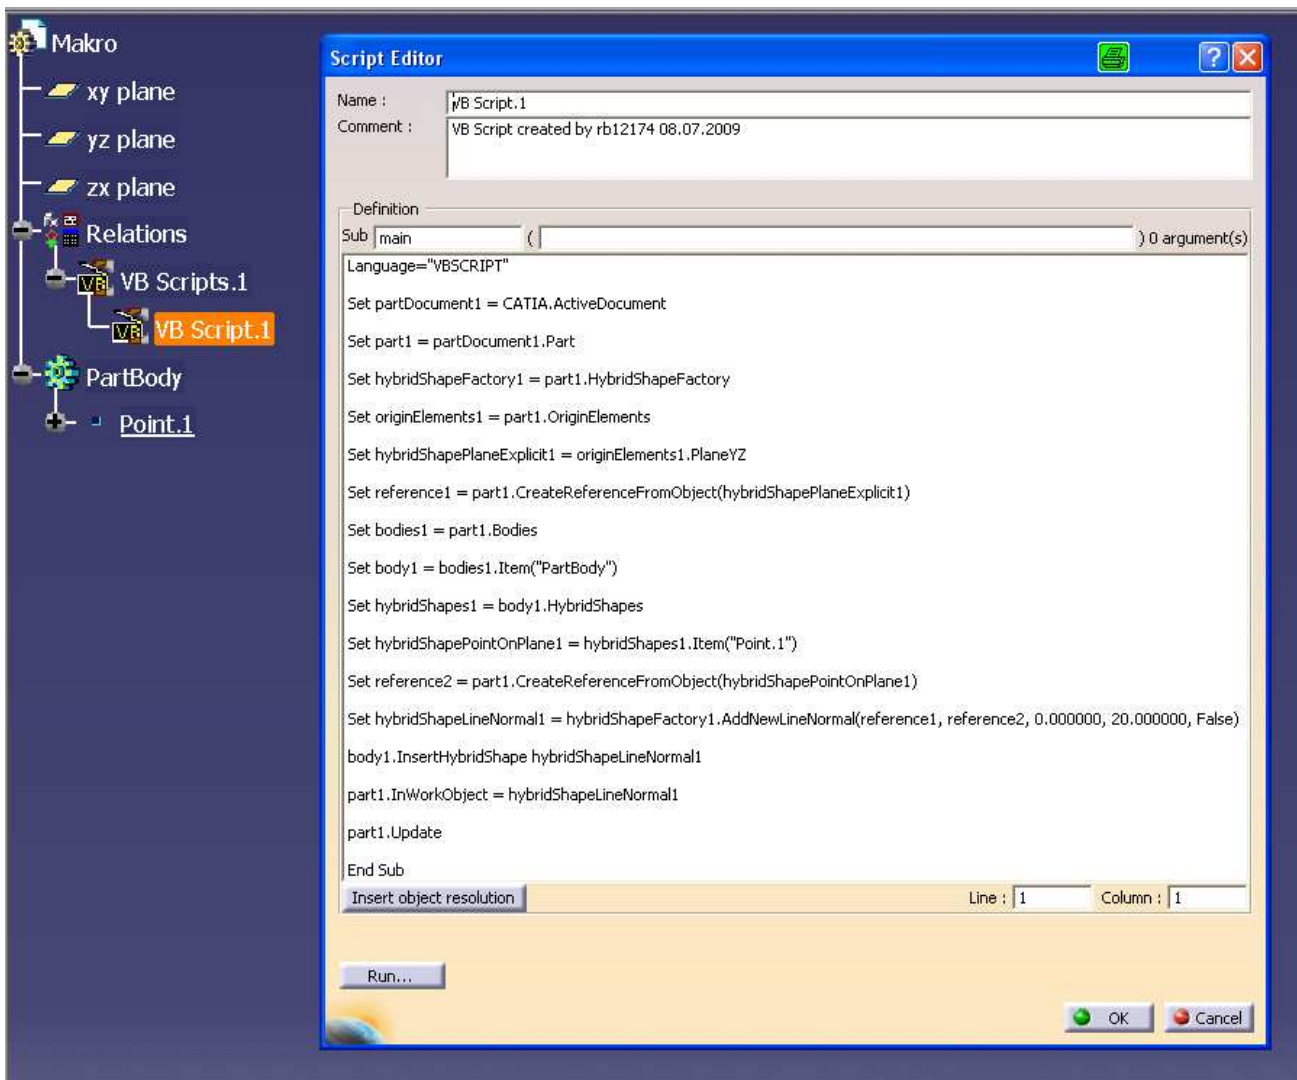 Makro
xy plane
yz plane
zx plane
Relations
VB Scripts.1
VB Script.1
PartBody
Point.1
Script Editor
Name :
VB Script.1
Comment :
VB Script created by rb12174 08.07.2009
Definition
Sub main ( ) 0 argument(s)
Language="VBSCRIPT"
Set partDocument1 = CATIA.ActiveDocument
Set part1 = partDocument1.Part
Set hybridShapeFactory1 = part1.HybridShapeFactory
Set originElements1 = part1.OriginElements
Set hybridShapePlaneExplicit1 = originElements1.PlaneYZ
Set reference1 = part1.CreateReferenceFromObject(hybridShapePlaneExplicit1)
Set bodies1 = part1.Bodies
Set body1 = bodies1.Item("PartBody")
Set hybridShapes1 = body1.HybridShapes
Set hybridShapePointOnPlane1 = hybridShapes1.Item("Point.1")
Set reference2 = part1.CreateReferenceFromObject(hybridShapePointOnPlane1)
Set hybridShapeLineNormal1 = hybridShapeFactory1.AddNewLineNormal(reference1, reference2, 0.000000, 20.000000, False)
body1.InsertHybridShape hybridShapeLineNormal1
part1.InWorkObject = hybridShapeLineNormal1
part1.Update
End Sub
Insert object resolution
Line : 1 Column : 1
Run...
OK Cancel